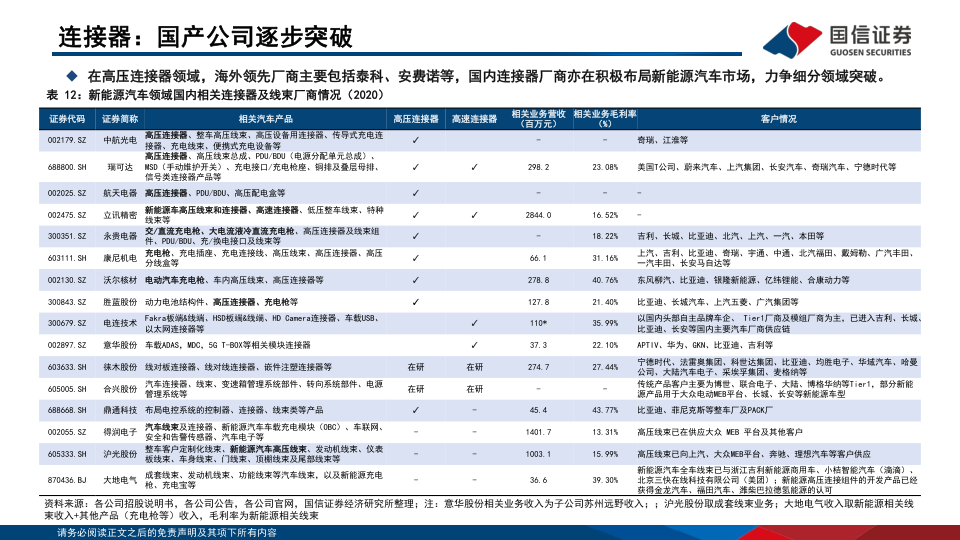 连接器：国产公司逐步突破
国信证券
GUOSEN SECURITIES
◆ 在高压连接器领域，海外领先厂商主要包括泰科、安费诺等，国内连接器厂商亦在积极布局新能源汽车市场，力争细分领域突破。
表 12：新能源汽车领域国内相关连接器及线束厂商情况（2020）
证券代码 证券简称 相关汽车产品 高压连接器 高速连接器 相关业务营收（百万元） 相关业务毛利率（%） 客户情况
002179.SZ 中航光电 高压连接器、整车高压线束、高压设备用连接器、传导式充电连接器、充电线束、便携式充电设备等 ✓ - - 奇瑞、江淮等
688800.SH 瑞可达 高压连接器、高压线束总成、PDU/BDU（电源分配单元总成）、MSD（手动维护开关）、充电接口/充电枪座、铜排及叠层母排、信号类连接器产品等 ✓ ✓ 298.2 23.08% 美国T公司、蔚来汽车、上汽集团、长安汽车、奇瑞汽车、宁德时代等
002025.SZ 航天电器 高压连接器、PDU/BDU、高压配电盒等 ✓ - - -
002475.SZ 立讯精密 新能源车高压线束和连接器、高速连接器、低压整车线束、特种线束等 ✓ ✓ 2844.0 16.52% -
300351.SZ 永贵电器 交/直流充电枪、大电流液冷直流充电枪、高压连接器及线束组件、PDU/BDU、充/换电接口及线束等 ✓ - 18.22% 吉利、长城、比亚迪、北汽、上汽、一汽、本田等
603111.SH 康尼机电 充电枪、充电插座、充电连接线、高压线束、高压连接器、高压分线盒等 ✓ 66.1 31.16% 上汽、吉利、比亚迪、奇瑞、宇通、中通、北汽福田、戴姆勒、广汽丰田、一汽丰田、长安马自达等
002130.SZ 沃尔核材 电动汽车充电枪、车内高压线束、高压连接器等 ✓ 278.8 40.76% 东风柳汽、比亚迪、银隆新能源、亿纬锂能、合康动力等
300843.SZ 胜蓝股份 动力电池结构件、高压连接器、充电枪等 ✓ 127.8 21.40% 比亚迪、长城汽车、上汽五菱、广汽集团等
300679.SZ 电连技术 Fakra板端&线端、HSD板端&线端、HD Camera连接器、车载USB、以太网连接器等 ✓ 110* 35.99% 以国内头部自主品牌车企、 Tier1厂商及模组厂商为主，已进入吉利、长城、比亚迪、长安等国内主要汽车厂商供应链
002897.SZ 意华股份 车载ADAS，MDC，5G T-BOX等相关模块连接器 ✓ 37.3 22.10% APTIV、华为、GKN、比亚迪、吉利等
603633.SH 徕木股份 线对板连接器、线对线连接器、嵌件注塑连接器等 在研 在研 274.7 27.44% 宁德时代、法雷奥集团、科世达集团、比亚迪、均胜电子、华域汽车、哈曼公司、大陆汽车电子、采埃孚集团、麦格纳等
605005.SH 合兴股份 汽车连接器、线束、变速箱管理系统部件、转向系统部件、电源管理系统等 在研 在研 - - 传统产品客户主要为博世、联合电子、大陆、博格华纳等Tier1，部分新能源产品用于大众电动MEB平台、长城、长安等新能源车型
688668.SH 鼎通科技 布局电控系统的控制器、连接器、线束类等产品 ✓ - 45.4 43.77% 比亚迪、菲尼克斯等整车厂及PACK厂
002055.SZ 得润电子 汽车线束及连接器、新能源汽车车载充电模块（OBC）、车联网、安全和告警传感器、汽车电子等 - - 1401.7 13.31% 高压线束已在供应大众 MEB 平台及其他客户
605333.SH 沪光股份 整车客户定制化线束、新能源汽车高压线束、发动机线束、仪表板线束、车身线束、门线束、顶棚线束及尾部线束等 - - 1003.1 15.99% 高压线束已向上汽、大众MEB平台、奔驰、理想汽车等客户供应
870436.BJ 大地电气 成套线束、发动机线束、功能线束等汽车线束，以及新能源充电枪、充电宝等 - - 36.6 39.30% 新能源汽车全车线束已与浙江吉利新能源商用车、小桔智能汽车（滴滴）、北京三快在线科技有限公司（美团）；新能源高压连接组件的开发产品已经获得金龙汽车、福田汽车、潍柴巴拉德氢能源的认可
资料来源：各公司招股说明书，各公司公告，各公司官网，国信证券经济研究所整理；注：意华股份相关业务收入为子公司苏州远野收入；；沪光股份取成套线束业务；大地电气收入取新能源相关线
束收入+其他产品（充电枪等）收入，毛利率为新能源相关线束
请务必阅读正文之后的免责声明及其项下所有内容